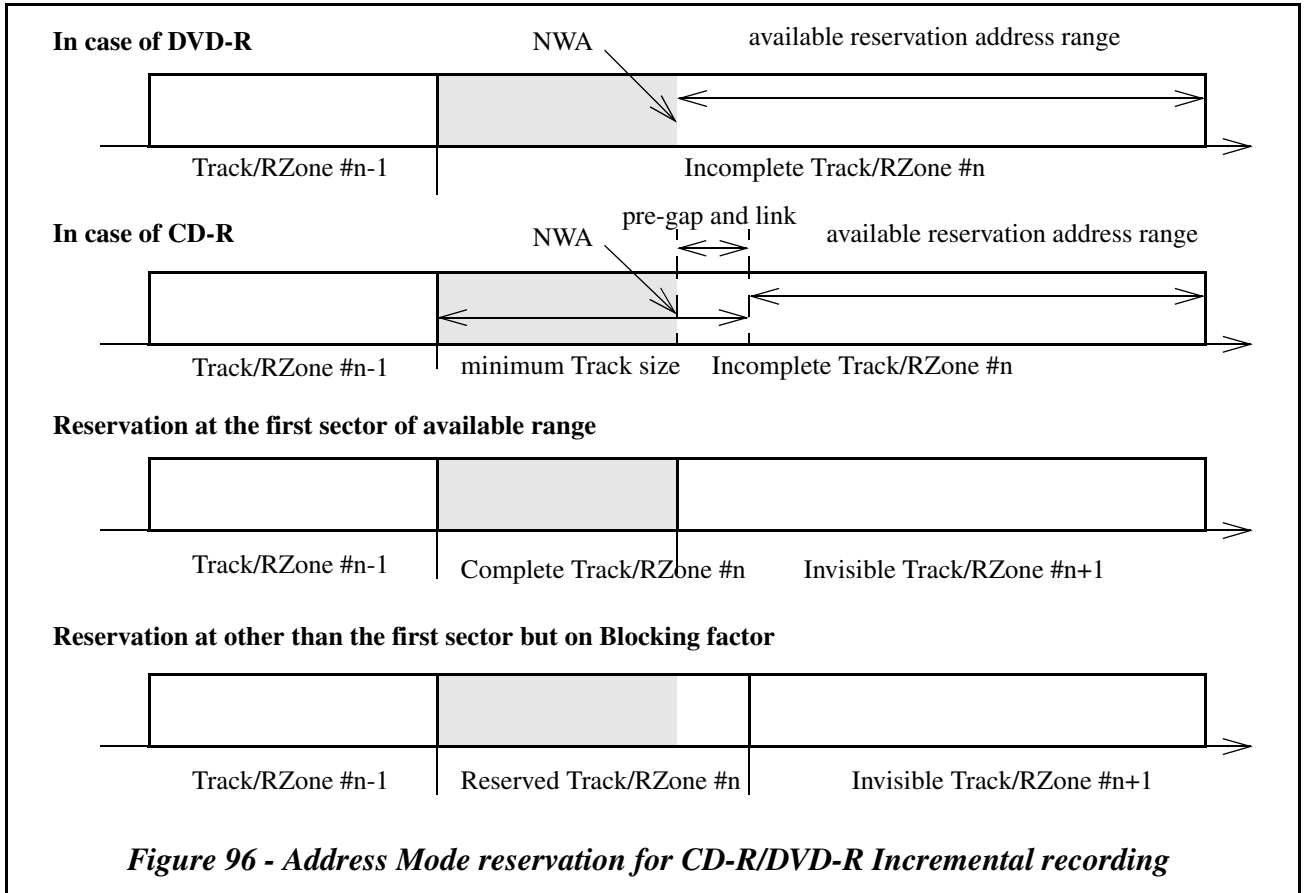 In case of DVD-R
NWA
available reservation address range
Track/RZone #n-1
Incomplete Track/RZone #n
In case of CD-R
NWA
pre-gap and link
available reservation address range
Track/RZone #n-1
minimum Track size
Incomplete Track/RZone #n
Reservation at the first sector of available range
Track/RZone #n-1
Complete Track/RZone #n
Invisible Track/RZone #n+1
Reservation at other than the first sector but on Blocking factor
Track/RZone #n-1
Reserved Track/RZone #n
Invisible Track/RZone #n+1
Figure 96 - Address Mode reservation for CD-R/DVD-R Incremental recording